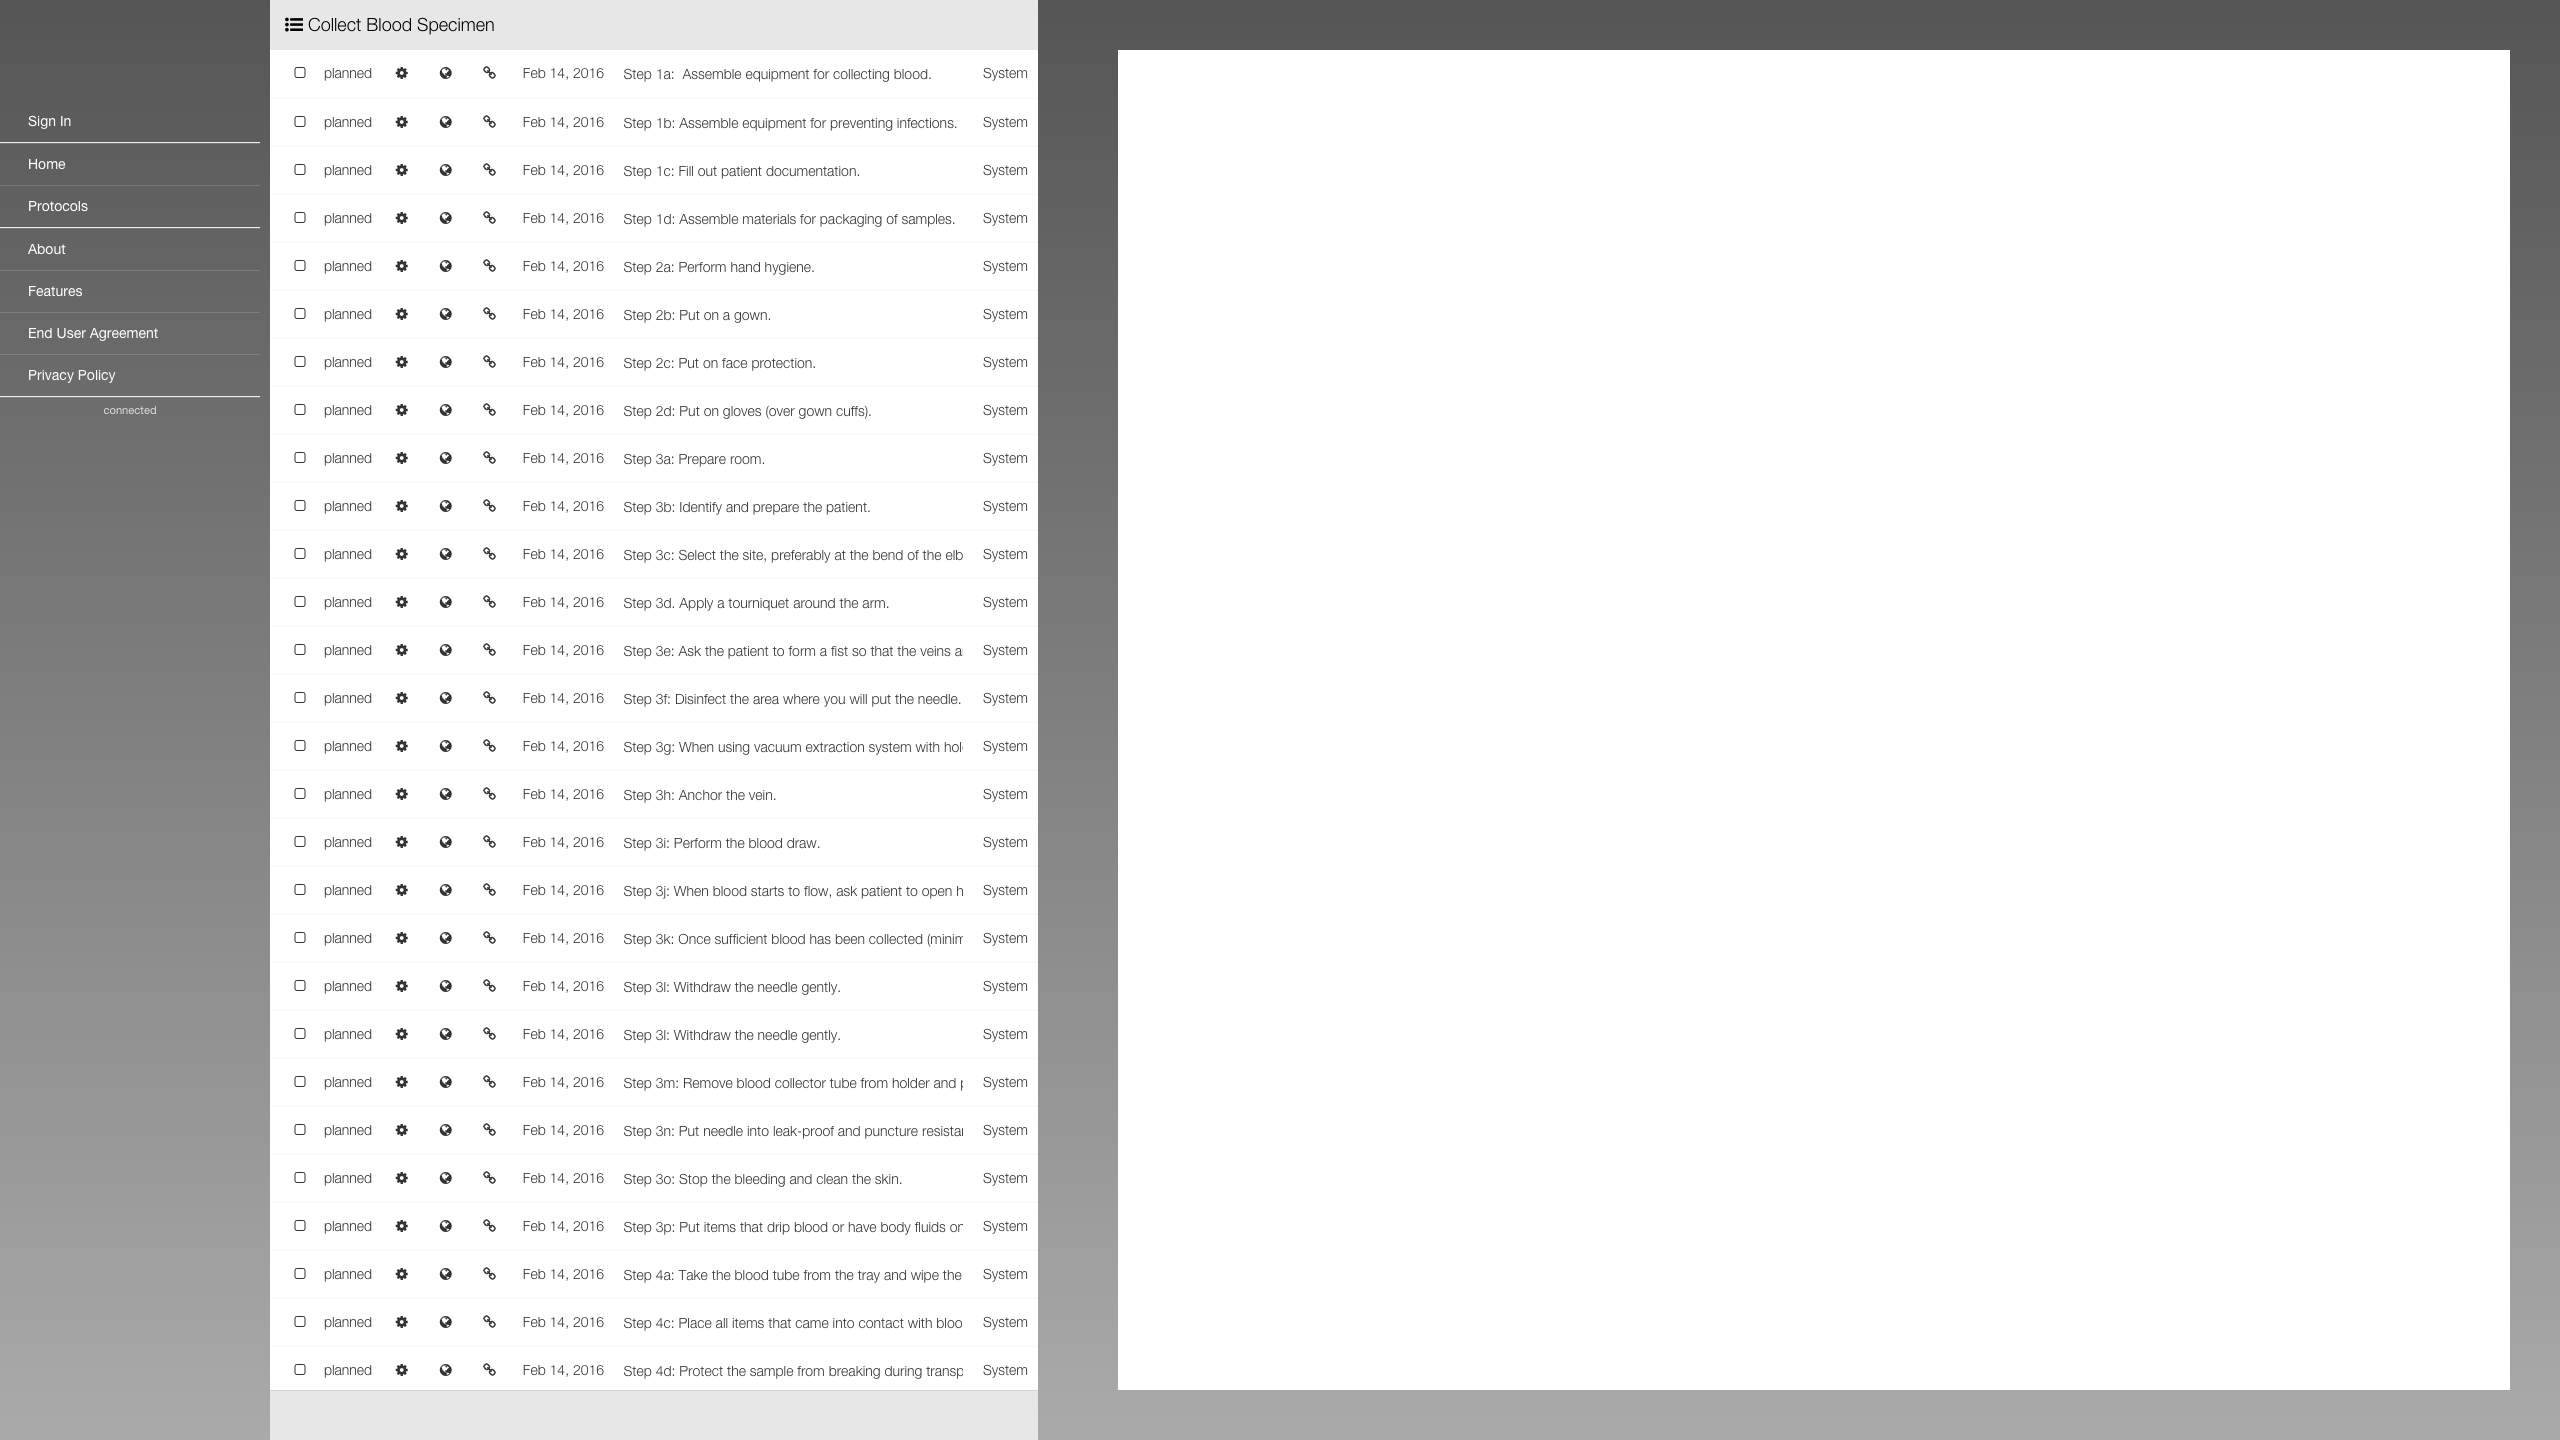 Collect Blood Specimen
Sign In
Home
Protocols
About
Features
End User Agreement
Privacy Policy
connected
planned Feb 14, 2016 Step 1a:  Assemble equipment for collecting blood. System
planned Feb 14, 2016 Step 1b: Assemble equipment for preventing infections. System
planned Feb 14, 2016 Step 1c: Fill out patient documentation. System
planned Feb 14, 2016 Step 1d: Assemble materials for packaging of samples. System
planned Feb 14, 2016 Step 2a: Perform hand hygiene. System
planned Feb 14, 2016 Step 2b: Put on a gown. System
planned Feb 14, 2016 Step 2c: Put on face protection. System
planned Feb 14, 2016 Step 2d: Put on gloves (over gown cuffs). System
planned Feb 14, 2016 Step 3a: Prepare room. System
planned Feb 14, 2016 Step 3b: Identify and prepare the patient. System
planned Feb 14, 2016 Step 3c: Select the site, preferably at the bend of the elb System
planned Feb 14, 2016 Step 3d. Apply a tourniquet around the arm. System
planned Feb 14, 2016 Step 3e: Ask the patient to form a fist so that the veins a System
planned Feb 14, 2016 Step 3f: Disinfect the area where you will put the needle. System
planned Feb 14, 2016 Step 3g: When using vacuum extraction system with hol System
planned Feb 14, 2016 Step 3h: Anchor the vein. System
planned Feb 14, 2016 Step 3i: Perform the blood draw. System
planned Feb 14, 2016 Step 3j: When blood starts to flow, ask patient to open h System
planned Feb 14, 2016 Step 3k: Once sufficient blood has been collected (minim System
planned Feb 14, 2016 Step 3l: Withdraw the needle gently. System
planned Feb 14, 2016 Step 3l: Withdraw the needle gently. System
planned Feb 14, 2016 Step 3m: Remove blood collector tube from holder and p System
planned Feb 14, 2016 Step 3n: Put needle into leak-proof and puncture resistan System
planned Feb 14, 2016 Step 3o: Stop the bleeding and clean the skin. System
planned Feb 14, 2016 Step 3p: Put items that drip blood or have body fluids on System
planned Feb 14, 2016 Step 4a: Take the blood tube from the tray and wipe the System
planned Feb 14, 2016 Step 4c: Place all items that came into contact with bloo System
planned Feb 14, 2016 Step 4d: Protect the sample from breaking during transp System